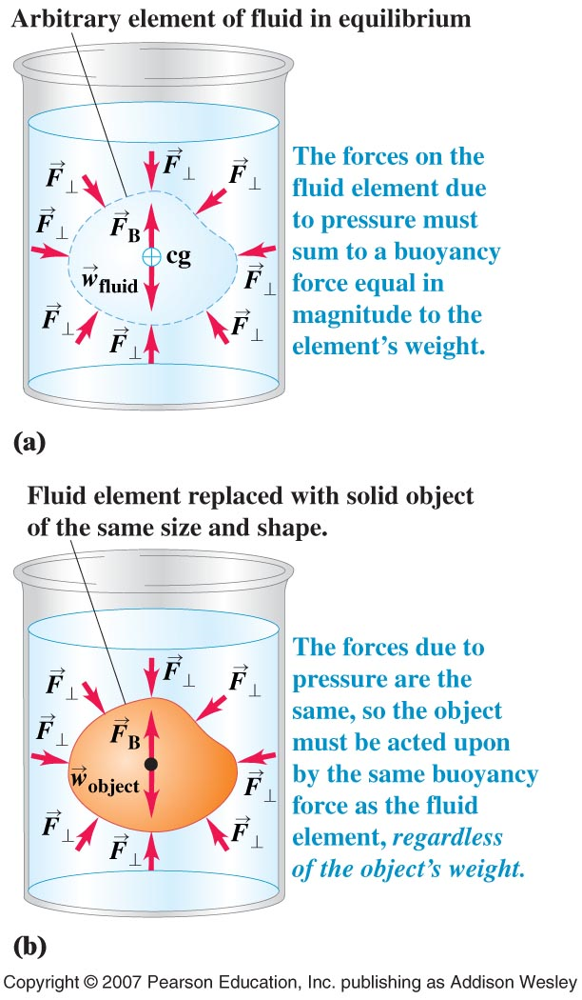 Arbitrary element of fluid in equilibrium
F⃗⊥
F⃗⊥
F⃗⊥
F⃗⊥
F⃗B
cg
w⃗fluid
F⃗⊥
F⃗⊥
F⃗⊥
F⃗⊥
The forces on the
fluid element due
to pressure must
sum to a buoyancy
force equal in
magnitude to the
element's weight.
(a)
Fluid element replaced with solid object
of the same size and shape.
F⃗⊥
F⃗⊥
F⃗⊥
F⃗⊥
F⃗B
w⃗object
F⃗⊥
F⃗⊥
F⃗⊥
F⃗⊥
The forces due to
pressure are the
same, so the object
must be acted upon
by the same buoyancy
force as the fluid
element, regardless
of the object's weight.
(b)
Copyright © 2007 Pearson Education, Inc. publishing as Addison Wesley